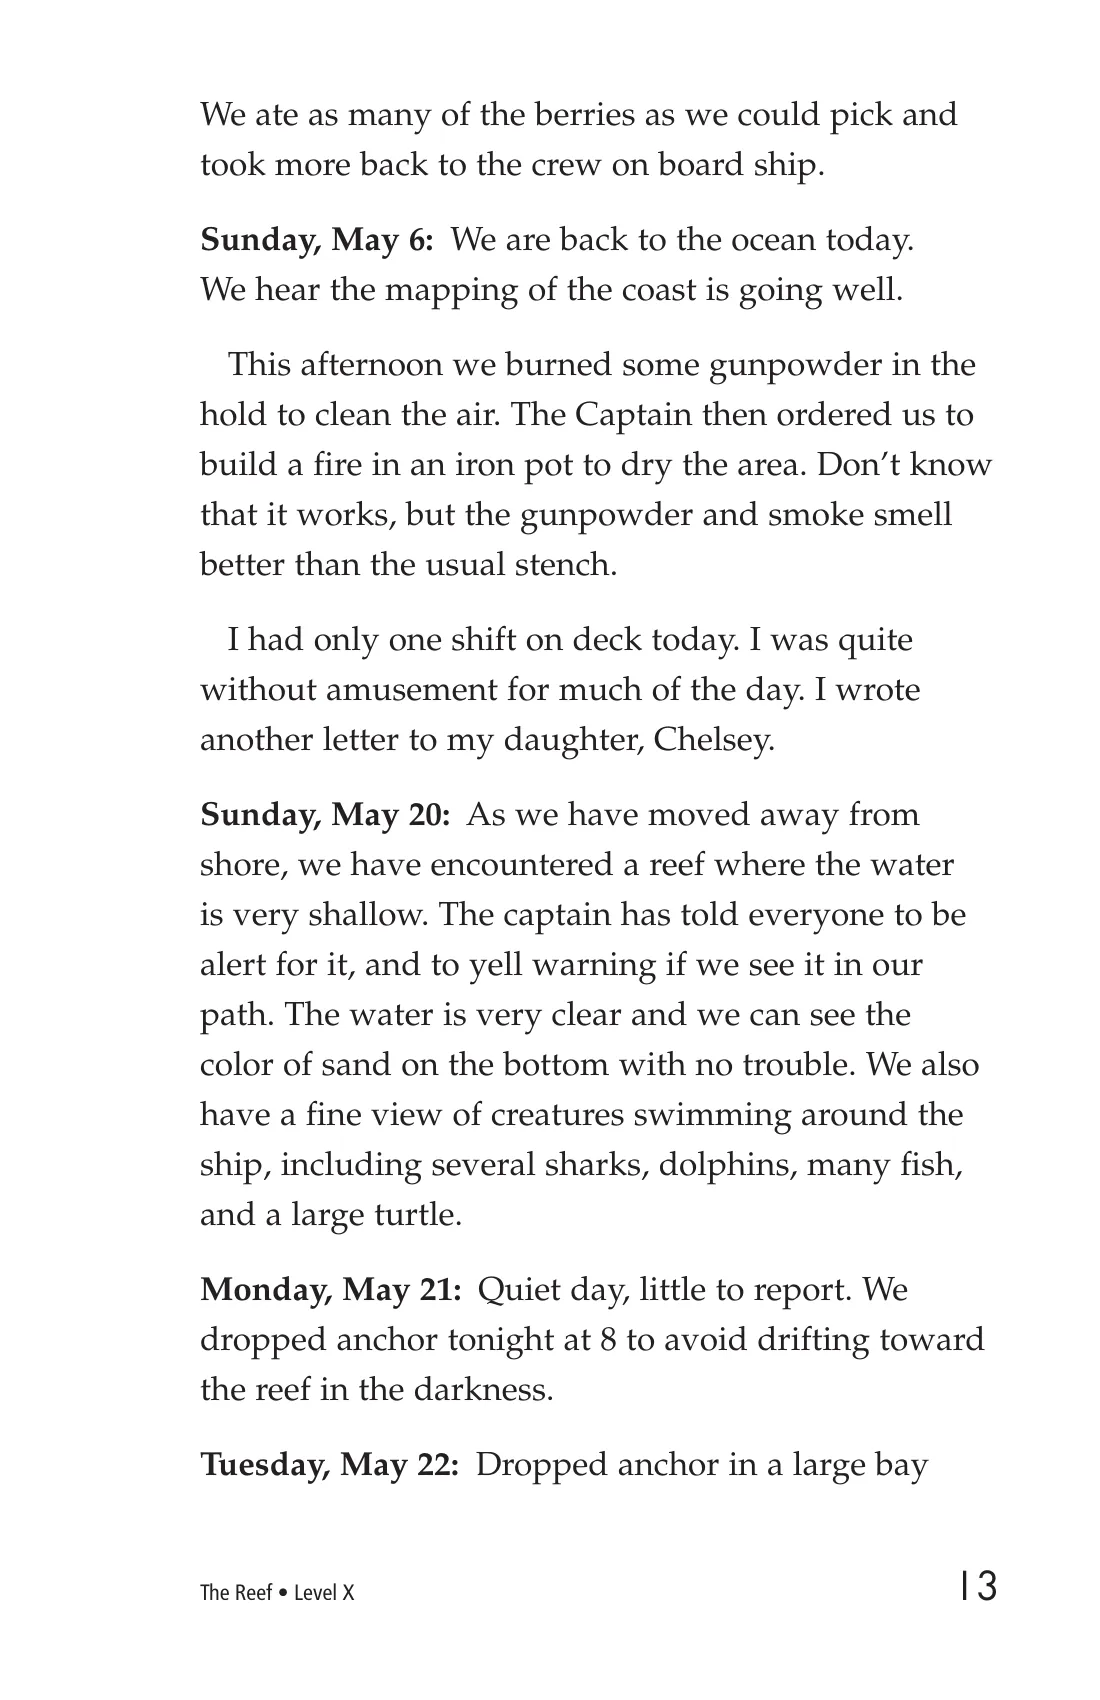 We ate as many of the berries as we could pick and
took more back to the crew on board ship.
Sunday, May 6: We are back to the ocean today.
We hear the mapping of the coast is going well.
This afternoon we burned some gunpowder in the
hold to clean the air. The Captain then ordered us to
build a fire in an iron pot to dry the area. Don’t know
that it works, but the gunpowder and smoke smell
better than the usual stench.
I had only one shift on deck today. I was quite
without amusement for much of the day. I wrote
another letter to my daughter, Chelsey.
Sunday, May 20: As we have moved away from
shore, we have encountered a reef where the water
is very shallow. The captain has told everyone to be
alert for it, and to yell warning if we see it in our
path. The water is very clear and we can see the
color of sand on the bottom with no trouble. We also
have a fine view of creatures swimming around the
ship, including several sharks, dolphins, many fish,
and a large turtle.
Monday, May 21: Quiet day, little to report. We
dropped anchor tonight at 8 to avoid drifting toward
the reef in the darkness.
Tuesday, May 22: Dropped anchor in a large bay
The Reef • Level X
13